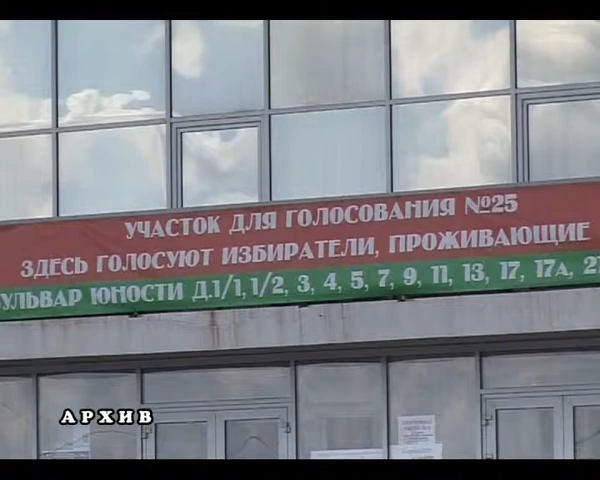 УЧАСТОК ДЛЯ ГОЛОСОВАНИЯ №25
ЗДЕСЬ ГОЛОСУЮТ ИЗБИРАТЕЛИ, ПРОЖИВАЮЩИЕ
УЛЬВАР ЮНОСТИ Д.1/1, 1/2, 3, 4, 5, 7, 9, 11, 13, 17, 17А, 2
АРХИВ